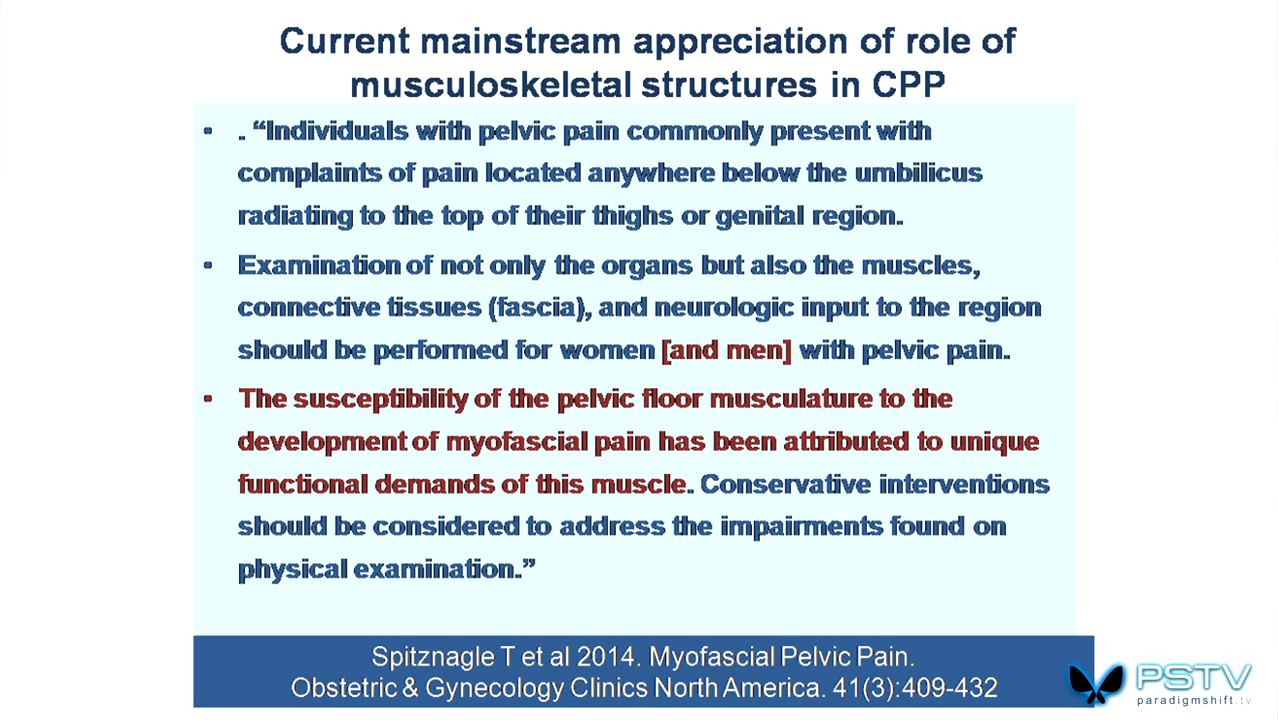 Current mainstream appreciation of role of
musculoskeletal structures in CPP
• . “Individuals with pelvic pain commonly present with
complaints of pain located anywhere below the umbilicus
radiating to the top of their thighs or genital region.
• Examination of not only the organs but also the muscles,
connective tissues (fascia), and neurologic input to the region
should be performed for women [and men] with pelvic pain.
• The susceptibility of the pelvic floor musculature to the
development of myofascial pain has been attributed to unique
functional demands of this muscle. Conservative interventions
should be considered to address the impairments found on
physical examination.”
Spitznagle T et al 2014. Myofascial Pelvic Pain.
Obstetric & Gynecology Clinics North America. 41(3):409-432
PSTV
paradigmshift.tv